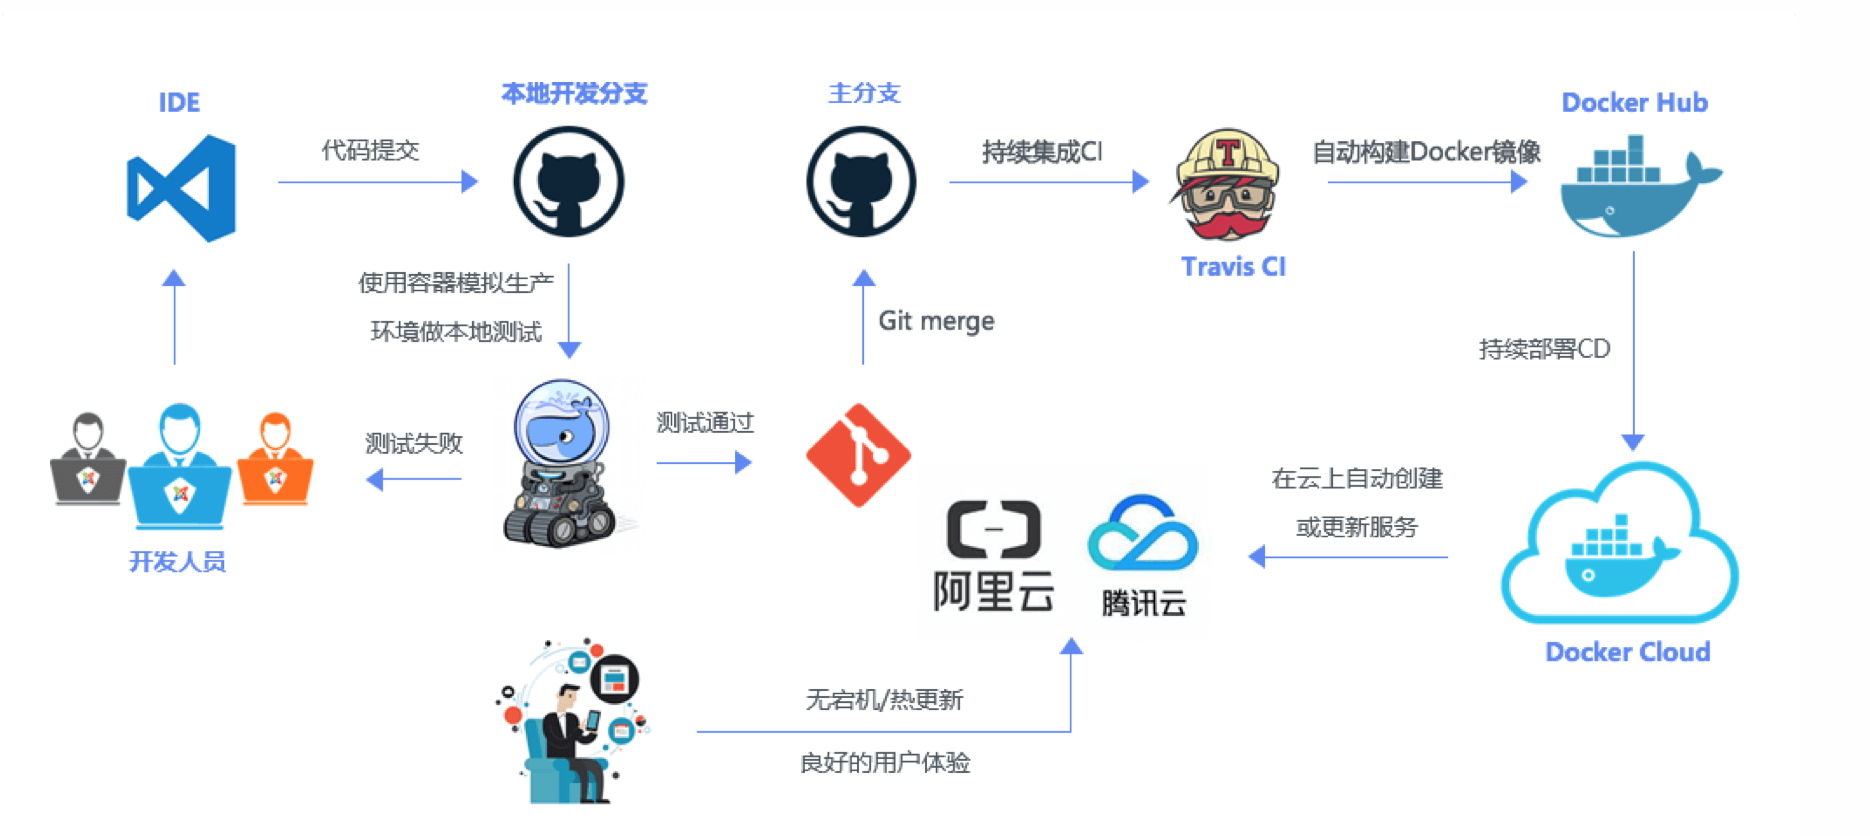 IDE
本地开发分支
主分支
Docker Hub
代码提交
持续集成CI
T
自动构建Docker镜像
Travis CI
使用容器模拟生产
环境做本地测试
Git merge
持续部署CD
测试失败
测试通过
在云上自动创建
或更新服务
开发人员
阿里云
腾讯云
Docker Cloud
无宕机/热更新
良好的用户体验